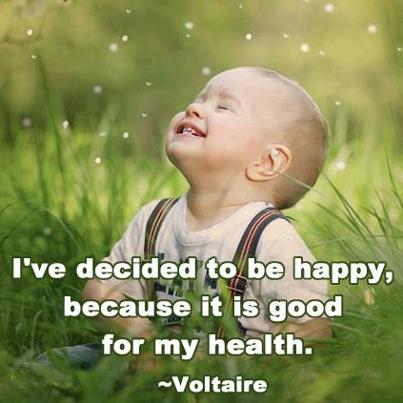 I've decided to be happy,
because it is good
for my health.
~Voltaire